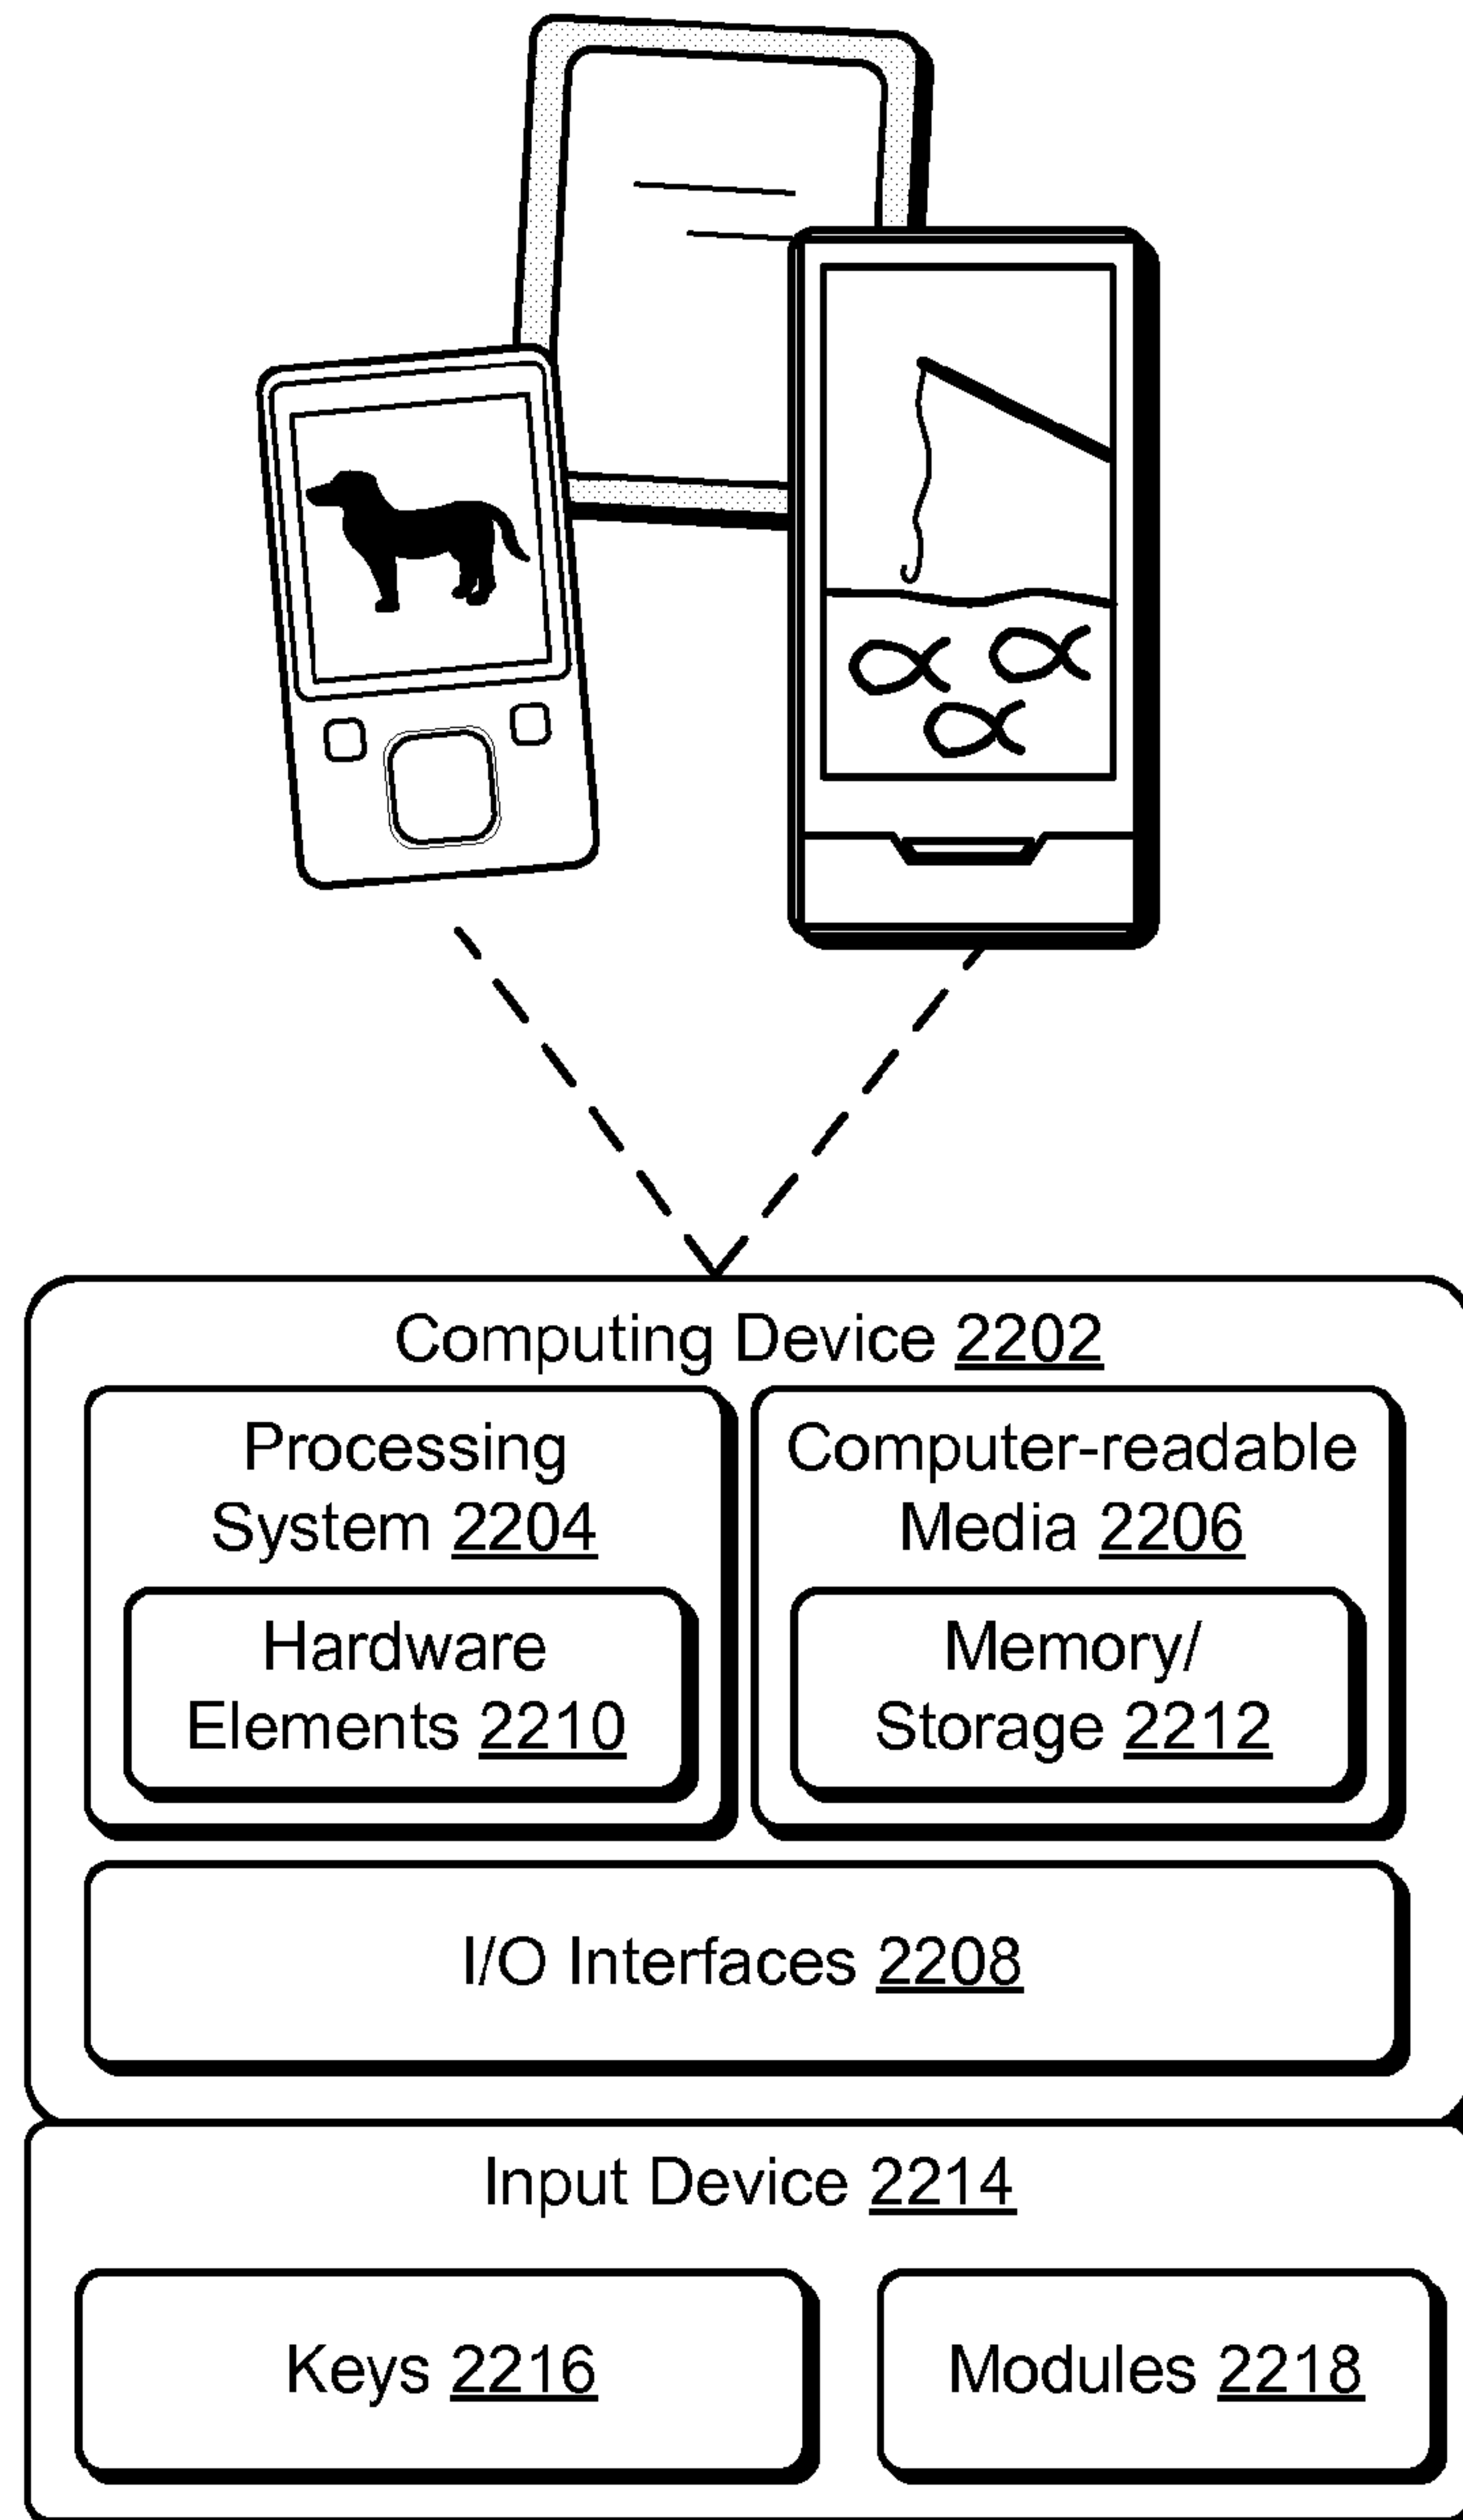 Computing Device 2202
Processing
System 2204
Hardware
Elements 2210
Computer-readable
Media 2206
Memory/
Storage 2212
I/O Interfaces 2208
Input Device 2214
Keys 2216
Modules 2218